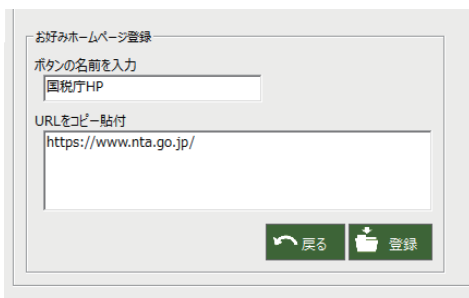 お好みホームページ登録
ボタンの名前を入力
国税庁HP
URLをコピー貼付
https://www.nta.go.jp/
戻る
登録